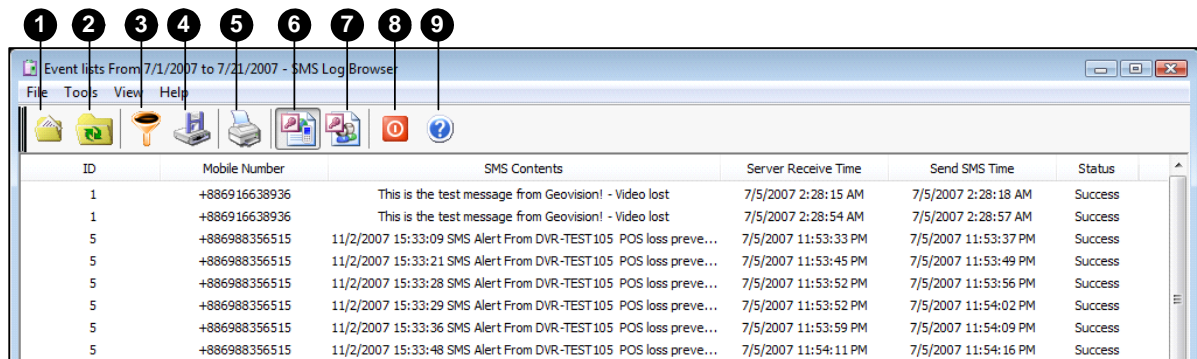 1 2 3 4 5 6 7 8 9
Event lists From 7/1/2007 to 7/21/2007 - SMS Log Browser
File Tools View Help
ID Mobile Number SMS Contents Server Receive Time Send SMS Time Status
1 +886916638936 This is the test message from Geovision! - Video lost 7/5/2007 2:28:15 AM 7/5/2007 2:28:18 AM Success
1 +886916638936 This is the test message from Geovision! - Video lost 7/5/2007 2:28:54 AM 7/5/2007 2:28:57 AM Success
5 +886988356515 11/2/2007 15:33:09 SMS Alert From DVR-TEST105 POS loss preve... 7/5/2007 11:53:33 PM 7/5/2007 11:53:37 PM Success
5 +886988356515 11/2/2007 15:33:21 SMS Alert From DVR-TEST105 POS loss preve... 7/5/2007 11:53:45 PM 7/5/2007 11:53:49 PM Success
5 +886988356515 11/2/2007 15:33:28 SMS Alert From DVR-TEST105 POS loss preve... 7/5/2007 11:53:52 PM 7/5/2007 11:53:56 PM Success
5 +886988356515 11/2/2007 15:33:29 SMS Alert From DVR-TEST105 POS loss preve... 7/5/2007 11:53:52 PM 7/5/2007 11:54:02 PM Success
5 +886988356515 11/2/2007 15:33:36 SMS Alert From DVR-TEST105 POS loss preve... 7/5/2007 11:53:59 PM 7/5/2007 11:54:09 PM Success
5 +886988356515 11/2/2007 15:33:48 SMS Alert From DVR-TEST105 POS loss preve... 7/5/2007 11:54:11 PM 7/5/2007 11:54:16 PM Success